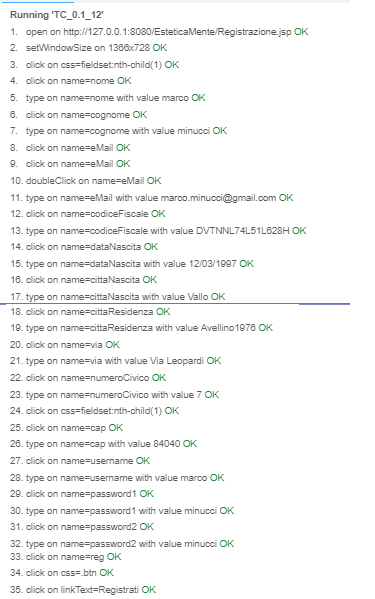 Running 'TC_0.1_12'
1. open on http://127.0.0.1:8080/EsteticaMente/Registrazione.jsp OK
2. setWindowSize on 1366x728 OK
3. click on css=fieldset:nth-child(1) OK
4. click on name=nome OK
5. type on name=nome with value marco OK
6. click on name=cognome OK
7. type on name=cognome with value minucci OK
8. click on name=eMail OK
9. click on name=eMail OK
10. doubleClick on name=eMail OK
11. type on name=eMail with value marco.minucci@gmail.com OK
12. click on name=codiceFiscale OK
13. type on name=codiceFiscale with value DVTNNL74L51L628H OK
14. click on name=dataNascita OK
15. type on name=dataNascita with value 12/03/1997 OK
16. click on name=cittaNascita OK
17. type on name=cittaNascita with value Vallo OK
18. click on name=cittaResidenza OK
19. type on name=cittaResidenza with value Avellino1976 OK
20. click on name=via OK
21. type on name=via with value Via Leopardi OK
22. click on name=numeroCivico OK
23. type on name=numeroCivico with value 7 OK
24. click on css=fieldset:nth-child(1) OK
25. click on name=cap OK
26. type on name=cap with value 84040 OK
27. click on name=username OK
28. type on name=username with value marco OK
29. click on name=password1 OK
30. type on name=password1 with value minucci OK
31. click on name=password2 OK
32. type on name=password2 with value minucci OK
33. click on name=reg OK
34. click on css=.btn OK
35. click on linkText=Registrati OK